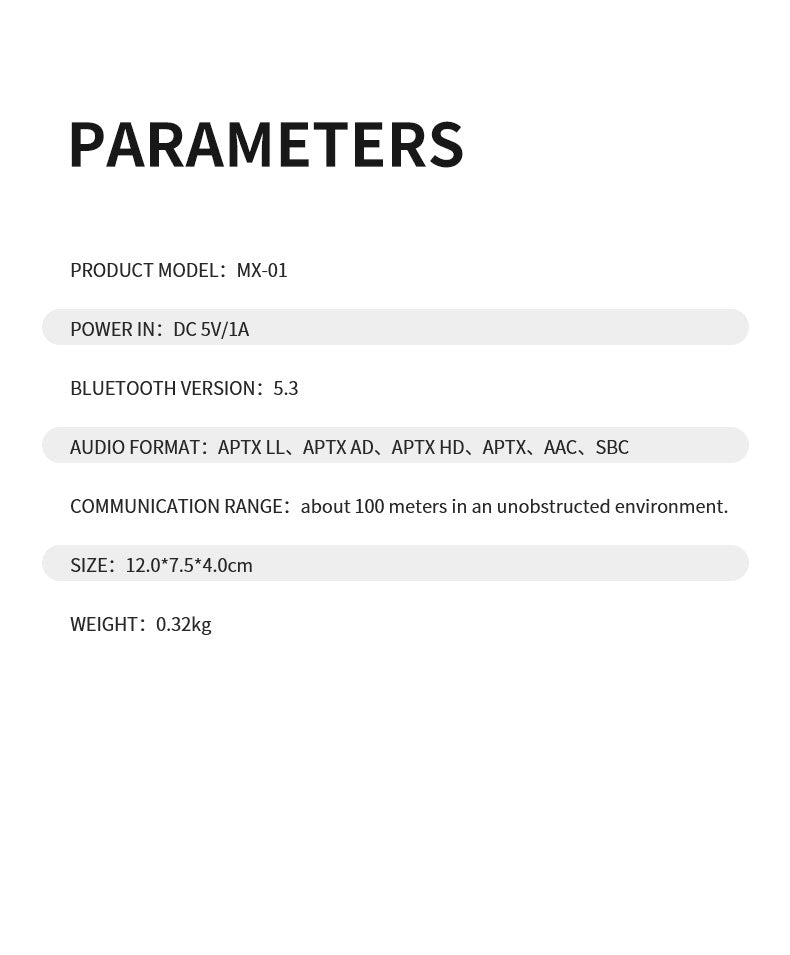 PARAMETERS
PRODUCT MODEL：MX-01
POWER IN：DC 5V/1A
BLUETOOTH VERSION：5.3
AUDIO FORMAT：APTX LL、APTX AD、APTX HD、APTX、AAC、SBC
COMMUNICATION RANGE：about 100 meters in an unobstructed environment.
SIZE：12.0*7.5*4.0cm
WEIGHT：0.32kg